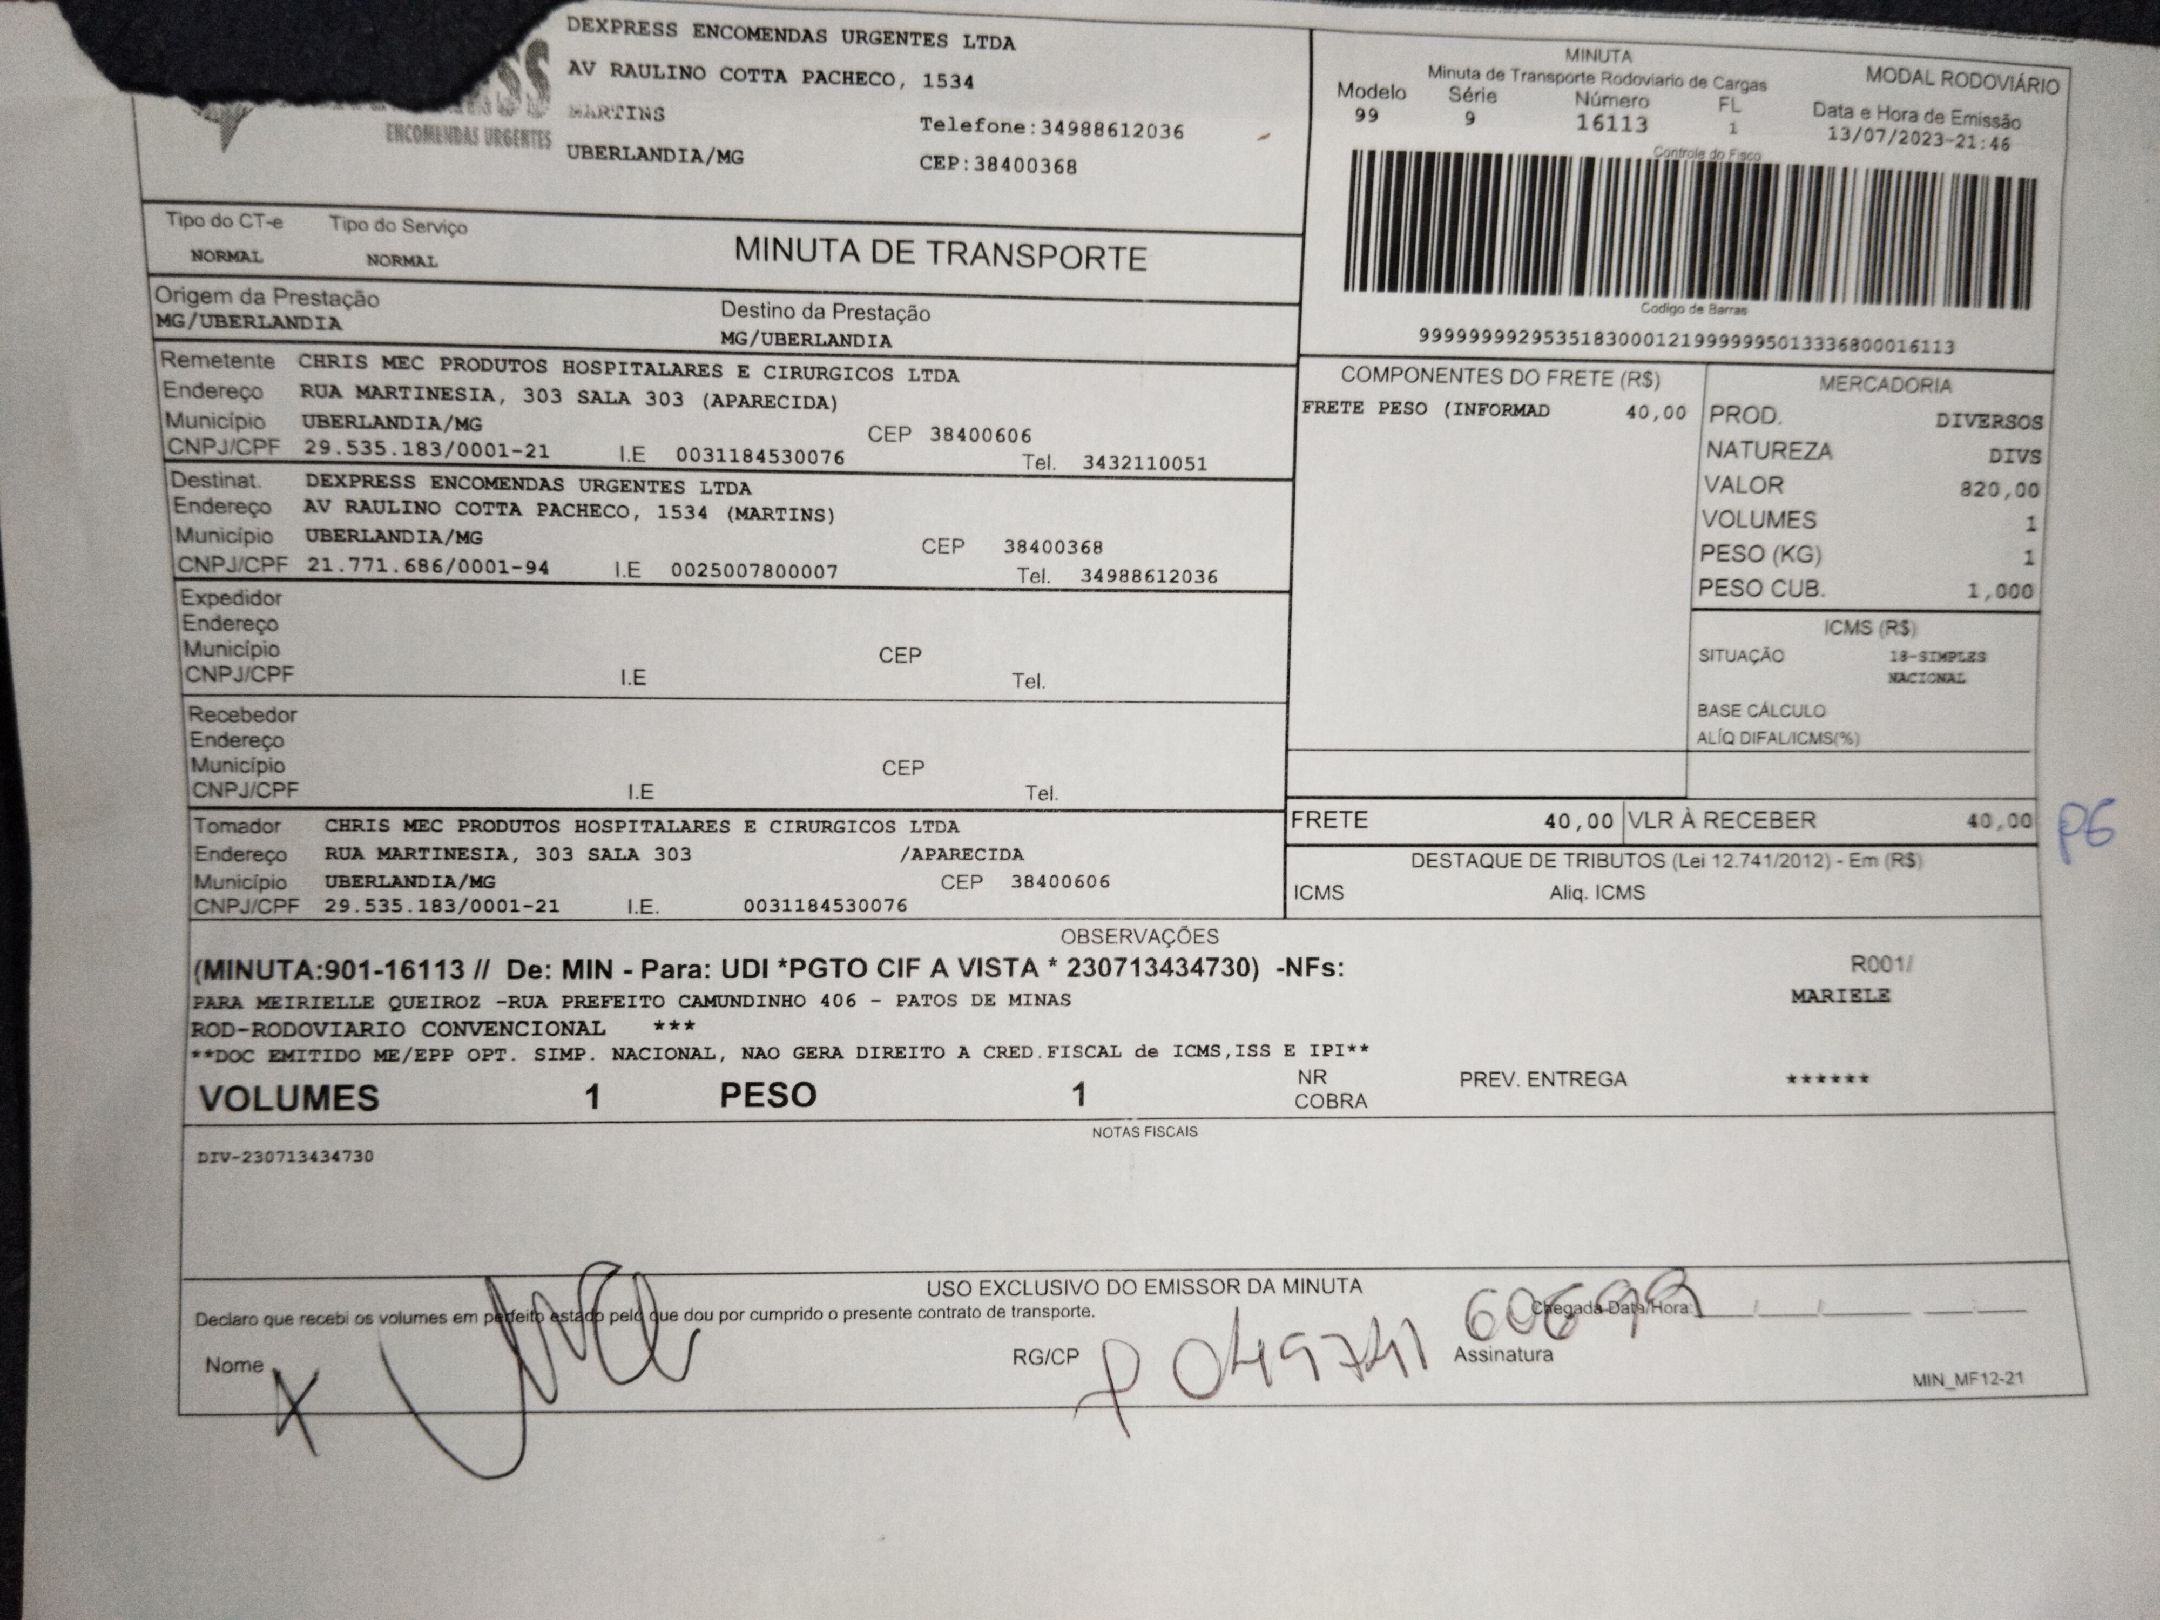 DEXPRESS ENCOMENDAS URGENTES LTDA
AV RAULINO COTTA PACHECO, 1534
MARTINS
Telefone:34988612036
UBERLANDIA/MG
CEP:38400368
ENCOMENDAS URGENTES
MINUTA
Minuta de Transporte Rodoviario de Cargas
MODAL RODOVIÁRIO
Modelo Série Número FL Data e Hora de Emissão
99 9 16113 1 13/07/2023-21:46
Controle do Fisco
Codigo de Barras
99999999295351830001219999995013336800016113
Tipo do CT-e Tipo do Serviço
NORMAL NORMAL
MINUTA DE TRANSPORTE
Origem da Prestação Destino da Prestação
MG/UBERLANDIA MG/UBERLANDIA
Remetente CHRIS MEC PRODUTOS HOSPITALARES E CIRURGICOS LTDA
Endereço RUA MARTINESIA, 303 SALA 303 (APARECIDA)
Município UBERLANDIA/MG CEP 38400606
CNPJ/CPF 29.535.183/0001-21 I.E 0031184530076 Tel. 3432110051
Destinat. DEXPRESS ENCOMENDAS URGENTES LTDA
Endereço AV RAULINO COTTA PACHECO, 1534 (MARTINS)
Município UBERLANDIA/MG CEP 38400368
CNPJ/CPF 21.771.686/0001-94 I.E 0025007800007 Tel. 34988612036
Expedidor
Endereço
Município CEP
CNPJ/CPF I.E Tel.
Recebedor
Endereço
Município CEP
CNPJ/CPF I.E Tel.
Tomador CHRIS MEC PRODUTOS HOSPITALARES E CIRURGICOS LTDA
Endereço RUA MARTINESIA, 303 SALA 303 /APARECIDA
Município UBERLANDIA/MG CEP 38400606
CNPJ/CPF 29.535.183/0001-21 I.E. 0031184530076
COMPONENTES DO FRETE (R$)
FRETE PESO (INFORMAD 40,00
MERCADORIA
PROD. DIVERSOS
NATUREZA DIVS
VALOR 820,00
VOLUMES 1
PESO (KG) 1
PESO CUB. 1,000
ICMS (R$)
SITUAÇÃO 18-SIMPLES
NACIONAL
BASE CÁLCULO
ALÍQ DIFAL/ICMS(%)
FRETE 40,00 VLR À RECEBER 40,00
PG
DESTAQUE DE TRIBUTOS (Lei 12.741/2012) - Em (R$)
ICMS Aliq. ICMS
OBSERVAÇÕES
(MINUTA:901-16113 // De: MIN - Para: UDI *PGTO CIF A VISTA * 230713434730) -NFs:
R001/
PARA MEIRIELLE QUEIROZ -RUA PREFEITO CAMUNDINHO 406 - PATOS DE MINAS
MARIELE
ROD-RODOVIARIO CONVENCIONAL ***
**DOC EMITIDO ME/EPP OPT. SIMP. NACIONAL, NAO GERA DIREITO A CRED.FISCAL de ICMS,ISS E IPI**
VOLUMES 1 PESO 1 NR COBRA PREV. ENTREGA ******
NOTAS FISCAIS
DIV-230713434730
USO EXCLUSIVO DO EMISSOR DA MINUTA
Declaro que recebi os volumes em perfeito estado pelo que dou por cumprido o presente contrato de transporte.
Chegada Data/Hora: / /
Nome RG/CP Assinatura
MIN_MF12-21